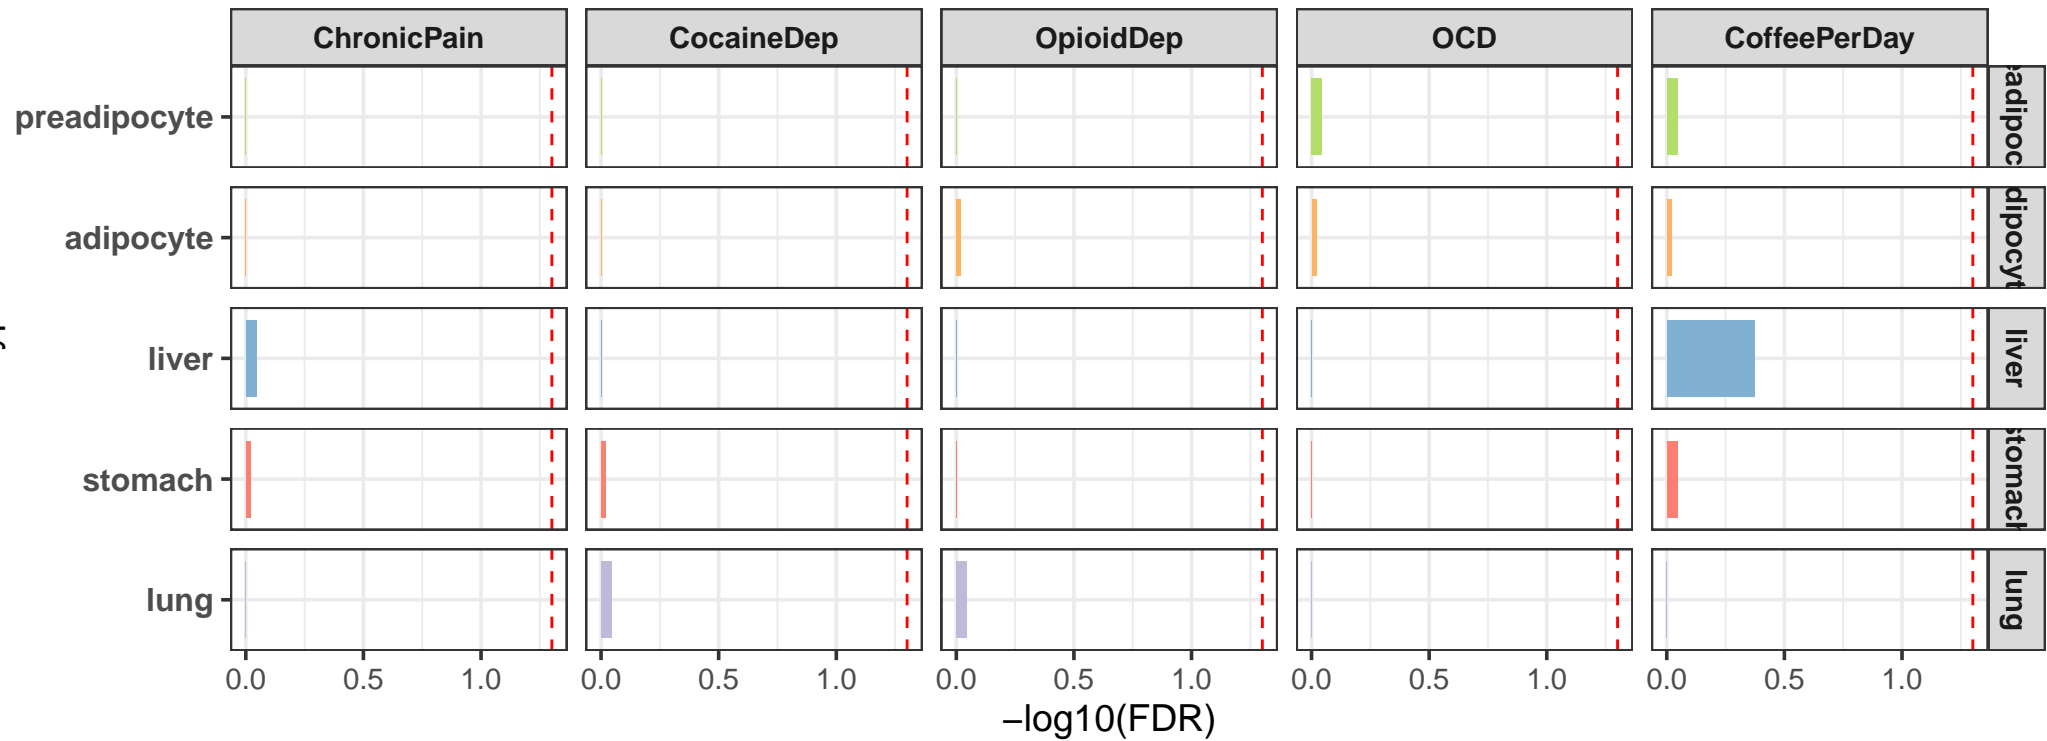 ChronicPain CocaineDep OpioidDep OCD CoffeePerDay
preadipocyte
adipocyte
liver liver
stomach stomach
lung lung
0.0 0.5 1.0 0.0 0.5 1.0 0.0 0.5 1.0 0.0 0.5 1.0 0.0 0.5 1.0
–log10(FDR)